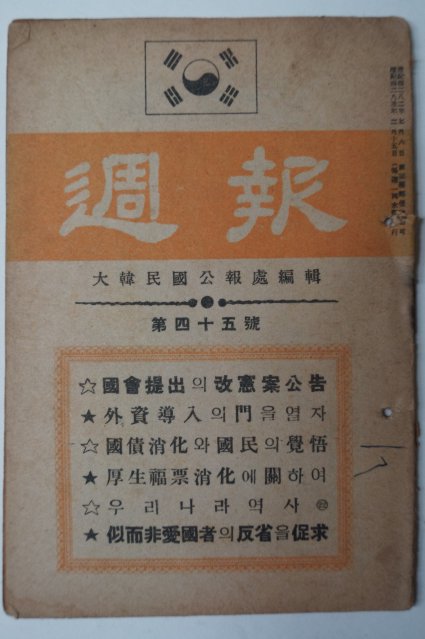 週報
大韓民國公報處編輯
第四十五號
☆國會提出의改憲案公告
★外資導入의門을열자
☆國債消化와國民의覺悟
★厚生福票消化에關하여
☆우리나라역사
★似而非愛國者의反省을促求